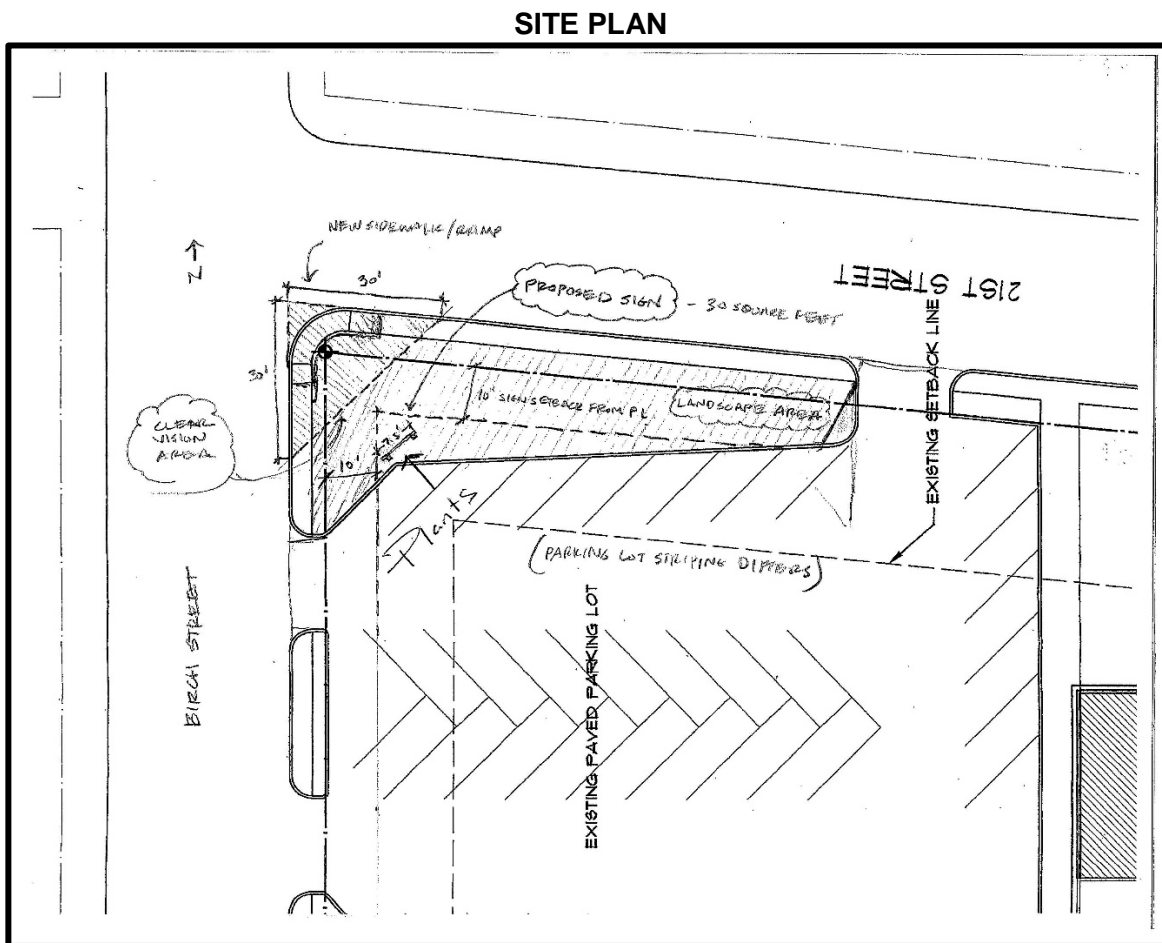 SITE PLAN
NEW SIDEWALK/RAMP
N
30'
PROPOSED SIGN
- 30 SQUARE FEET
21ST STREET
30'
10' SIGN SETBACK FROM PL
LANDSCAPE AREA
EXISTING SETBACK LINE
CLEAR
VISION
AREA
7.5'
10'
Plants
(PARKING LOT STRIPING DIFFERS)
BIRCH STREET
EXISTING PAVED PARKING LOT